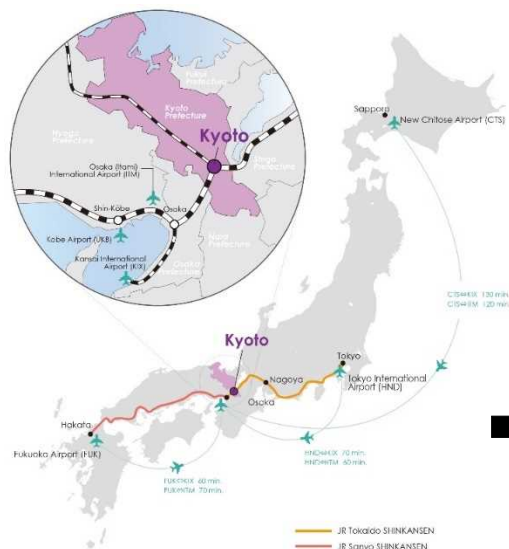 Fukui
Prefecture
Kyoto
Prefecture
Hyogo
Prefecture
Kyoto
Shiga
Prefecture
Osaka (Itami)
International Airport (ITM)
Shin-Kobe
Osaka
Kobe Airport (UKB)
Kansai International
Airport (KIX)
Nara
Prefecture
Osaka
Prefecture
Sapporo
New Chitose Airport (CTS)
CTS⇔KIX 130 min.
CTS⇔ITM 120 min.
Kyoto
Tokyo
Nagoya
Tokyo International
Airport (HND)
Osaka
Hakata
Fukuoka Airport (FUK)
HND⇔KIX 70 min.
HND⇔ITM 60 min.
FUK⇔KIX 60 min.
FUK⇔ITM 70 min.
JR Tokaido SHINKANSEN
JR Sanyo SHINKANSEN